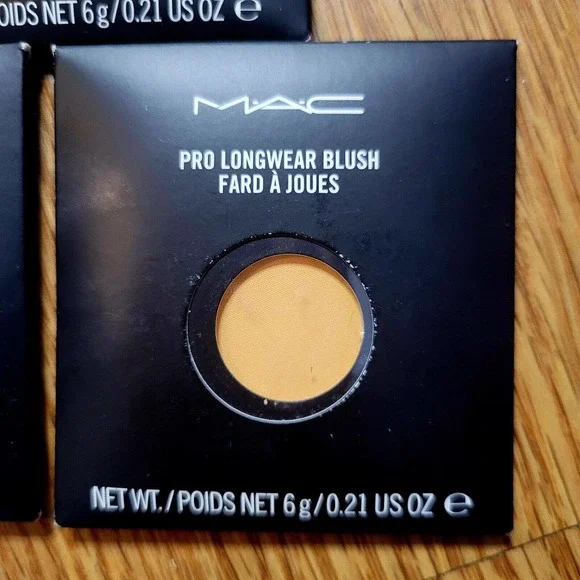 OIDS NET 6 g/0.21 US OZ ℮
M·A·C
PRO LONGWEAR BLUSH
FARD À JOUES
NET WT./POIDS NET 6 g/0.21 US OZ ℮